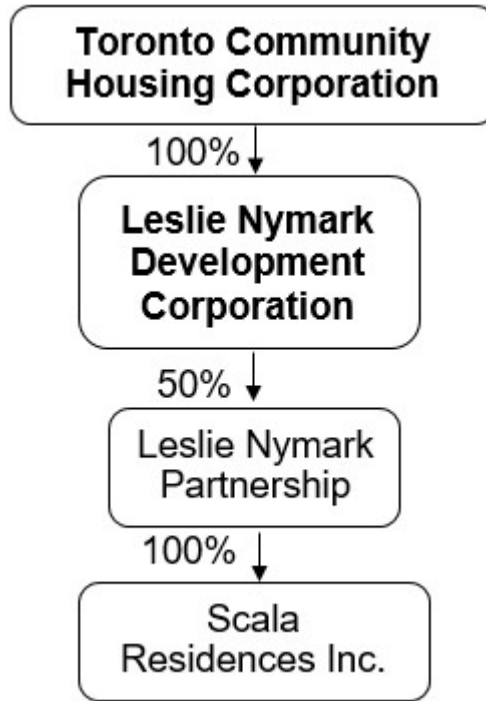 Toronto Community
Housing Corporation
100%
Leslie Nymark
Development
Corporation
50%
Leslie Nymark
Partnership
100%
Scala
Residences Inc.